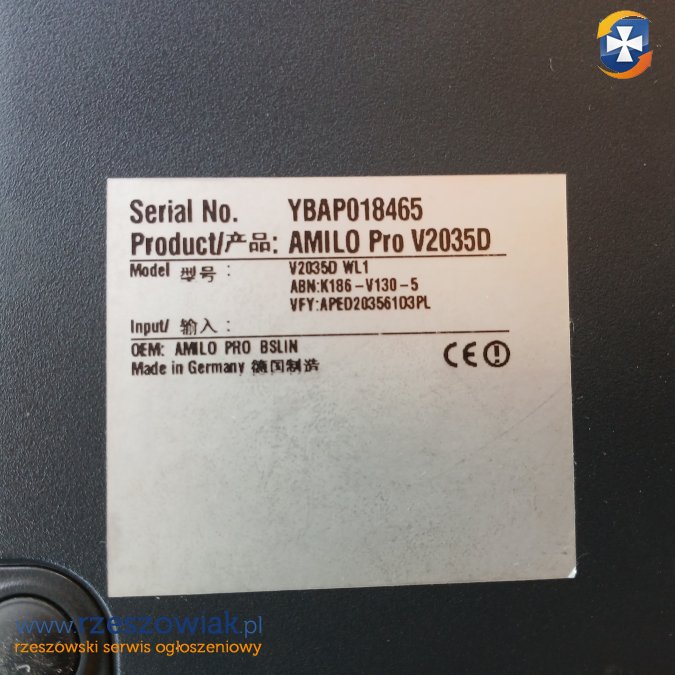 Serial No. YBAP018465
Product/产品: AMILO Pro V2035D
Model 型号: V2035D WL1
ABN:K186-V130-5
VFY:APED20356103PL
Input/ 输入:
OEM: AMILO PRO BSLIN
Made in Germany 德国制造
CE
www.rzeszowiak.pl
rzeszówski serwis ogłoszeniowy